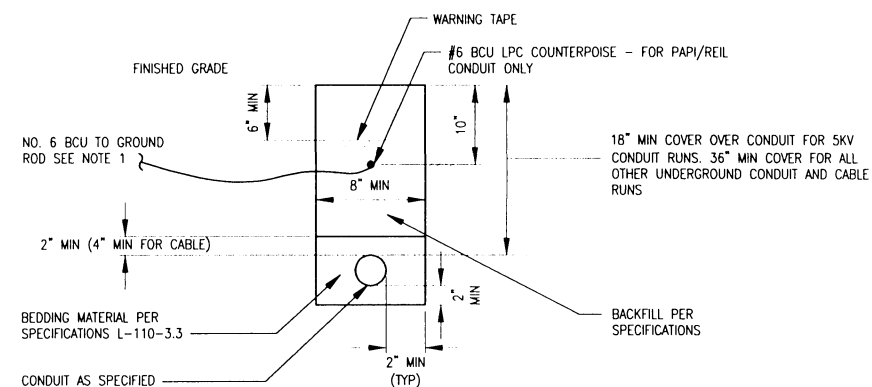 WARNING TAPE
#6 BCU LPC COUNTERPOISE - FOR PAPI/REIL
CONDUIT ONLY
FINISHED GRADE
6" MIN
10"
NO. 6 BCU TO GROUND
ROD SEE NOTE 1
18" MIN COVER OVER CONDUIT FOR 5KV
CONDUIT RUNS. 36" MIN COVER FOR ALL
OTHER UNDERGROUND CONDUIT AND CABLE
RUNS
8" MIN
2" MIN (4" MIN FOR CABLE)
2"
MIN
BEDDING MATERIAL PER
SPECIFICATIONS L-110-3.3
BACKFILL PER
SPECIFICATIONS
2" MIN
(TYP)
CONDUIT AS SPECIFIED